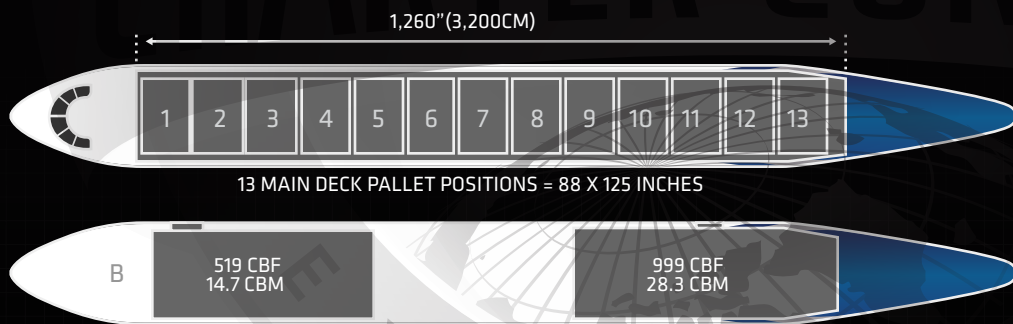 1,260”(3,200CM)
1 2 3 4 5 6 7 8 9 10 11 12 13
13 MAIN DECK PALLET POSITIONS = 88 X 125 INCHES
B
519 CBF
14.7 CBM
999 CBF
28.3 CBM